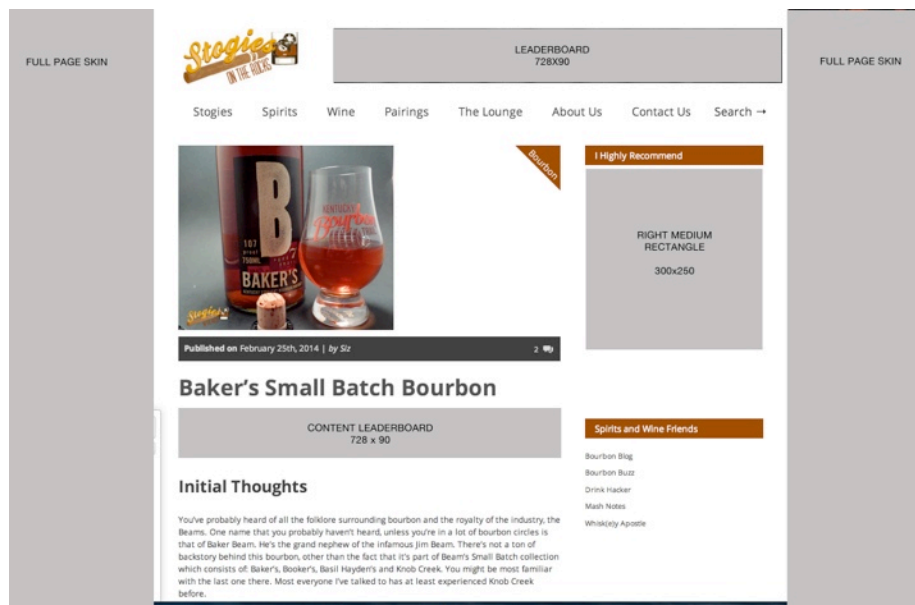 FULL PAGE SKIN
Stogies
ON THE ROCKS
LEADERBOARD
728X90
FULL PAGE SKIN
Stogies
Spirits
Wine
Pairings
The Lounge
About Us
Contact Us
Search →
B
107
750ML
BAKER'S
KENTUCKY
Bourbon
Stogies
Bourbon
I Highly Recommend
RIGHT MEDIUM
RECTANGLE
300x250
Published on February 25th, 2014 | by Siz
2
Baker's Small Batch Bourbon
CONTENT LEADERBOARD
728 x 90
Spirits and Wine Friends
Bourbon Blog
Bourbon Buzz
Drink Hacker
Mash Notes
Whisk(e)y Apostle
Initial Thoughts
You've probably heard of all the folklore surrounding bourbon and the royalty of the industry, the
Beams. One name that you probably haven't heard, unless you're in a lot of bourbon circles is
that of Baker Beam. He's the grand nephew of the infamous Jim Beam. There's not a ton of
backstory behind this bourbon, other than the fact that it's part of Beam's Small Batch collection
which consists of: Baker's, Booker's, Basil Hayden's and Knob Creek. You might be most familiar
with the last one there. Most everyone I've talked to has at least experienced Knob Creek
before.